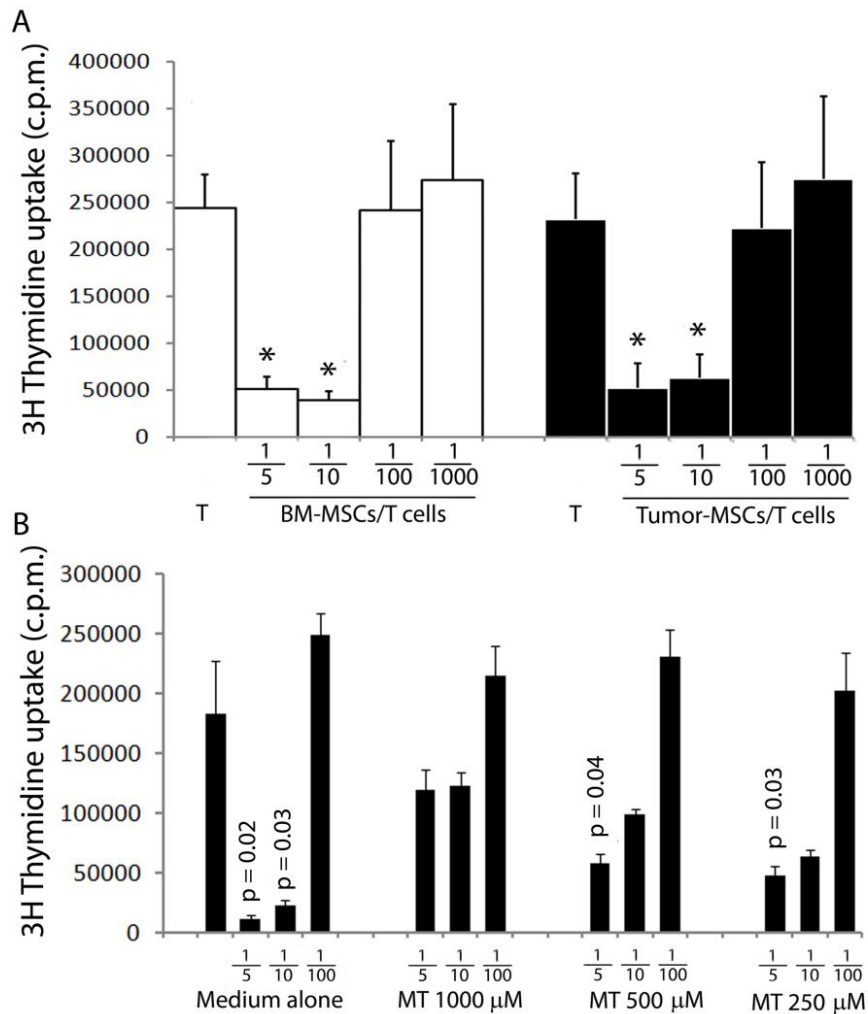 A
3H Thymidine uptake (c.p.m.)
400000
350000
300000
250000
200000
150000
100000
50000
0
* * * *
1 1 1 1 1 1 1 1
5 10 100 1000 5 10 100 1000
T BM-MSCs/T cells T Tumor-MSCs/T cells
B
3H Thymidine uptake (c.p.m.)
300000
250000
200000
150000
100000
50000
0
p = 0.02
p = 0.03
p = 0.04
p = 0.03
1 1 1 1 1 1 1 1 1 1 1 1
5 10 100 5 10 100 5 10 100 5 10 100
Medium alone MT 1000 μM MT 500 μM MT 250 μM